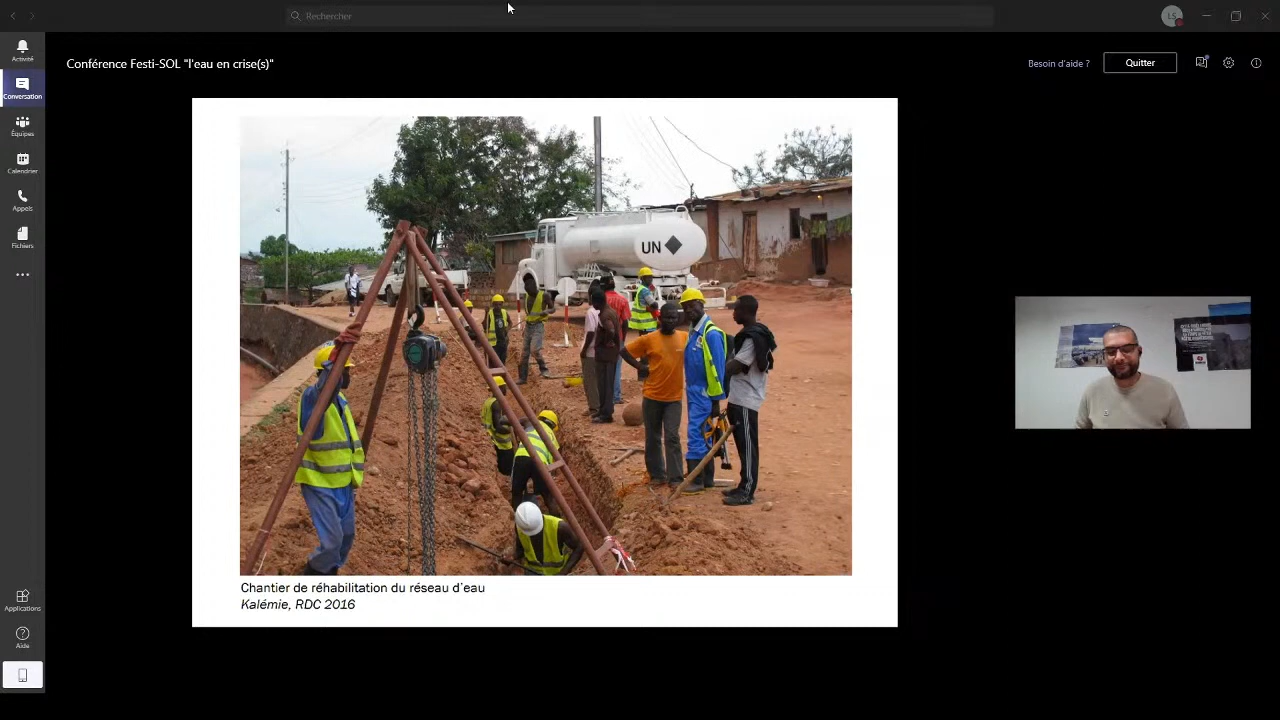 Rechercher
LS
Activité
Conférence Festi-SOL "l'eau en crise(s)"
Besoin d'aide ?
Quitter
Conversation
Équipes
Calendrier
Appels
Fichiers
UN
Chantier de réhabilitation du réseau d'eau
Kalémie, RDC 2016
Applications
Aide